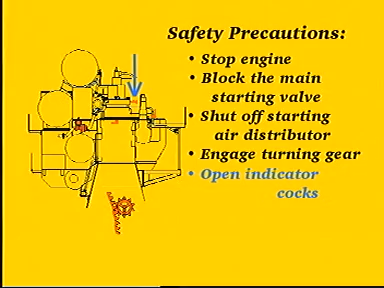 Safety Precautions:
• Stop engine
• Block the main
starting valve
• Shut off starting
air distributor
• Engage turning gear
• Open indicator
cocks